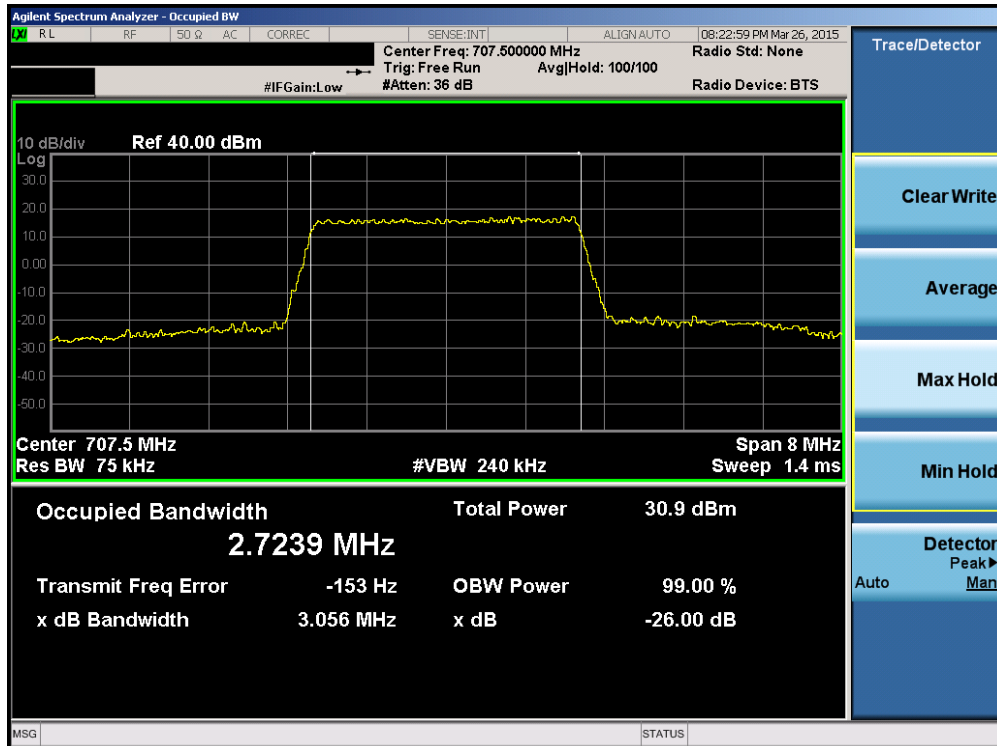 Agilent Spectrum Analyzer - Occupied BW
LXI RL RF 50 Ω AC CORREC SENSE:INT ALIGN AUTO 08:22:59 PM Mar 26, 2015
Center Freq: 707.500000 MHz Radio Std: None
Trig: Free Run Avg|Hold: 100/100
#IFGain:Low #Atten: 36 dB Radio Device: BTS
10 dB/div Ref 40.00 dBm
Log
30.0
20.0
10.0
0.00
-10.0
-20.0
-30.0
-40.0
-50.0
Center 707.5 MHz Span 8 MHz
Res BW 75 kHz #VBW 240 kHz Sweep 1.4 ms
Occupied Bandwidth Total Power 30.9 dBm
2.7239 MHz
Transmit Freq Error -153 Hz OBW Power 99.00 %
x dB Bandwidth 3.056 MHz x dB -26.00 dB
MSG STATUS
Trace/Detector
Clear Write
Average
Max Hold
Min Hold
Detector
Peak▶
Auto Man